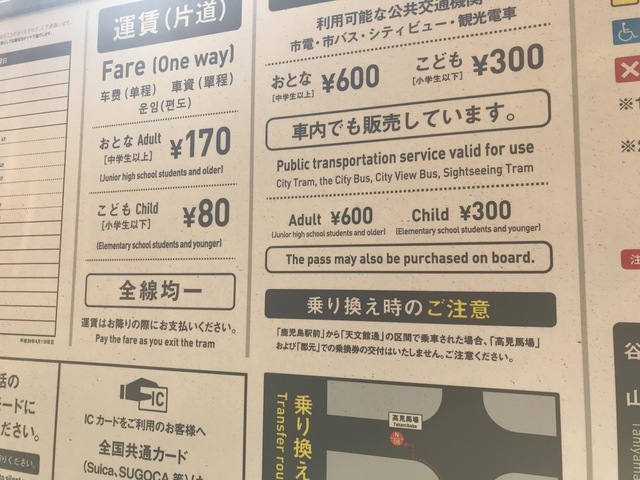 運賃(片道)
Fare (One way)
车费(单程) 車資(單程)
운임(편도)
おとな Adult ¥170
[中学生以上]
(Junior high school students and older)
こども Child ¥80
[小学生以下]
(Elementary school students and younger)
全線均一
運賃はお降りの際にお支払いください。
Pay the fare as you exit the tram
利用可能な公共交通機関
市電・市バス・シティビュー・観光電車
おとな ¥600 こども ¥300
[中学生以上] [小学生以下]
車内でも販売しています。
Public transportation service valid for use
City Tram, the City Bus, City View Bus, Sightseeing Tram
Adult ¥600 Child ¥300
(Junior high school students and older) (Elementary school students and younger)
The pass may also be purchased on board.
乗り換え時のご注意
「鹿児島駅前」から「天文館通」の区間で乗車された場合、「高見馬場」
および「郡元」での乗換券の交付はいたしません。ご注意ください。
IC
ICカードをご利用のお客様へ
全国共通カード
(Suica、SUGOCA 等)
乗り換え
Transfer rou
高見馬場
Takamibaba
ードに
ださい。
谷
山